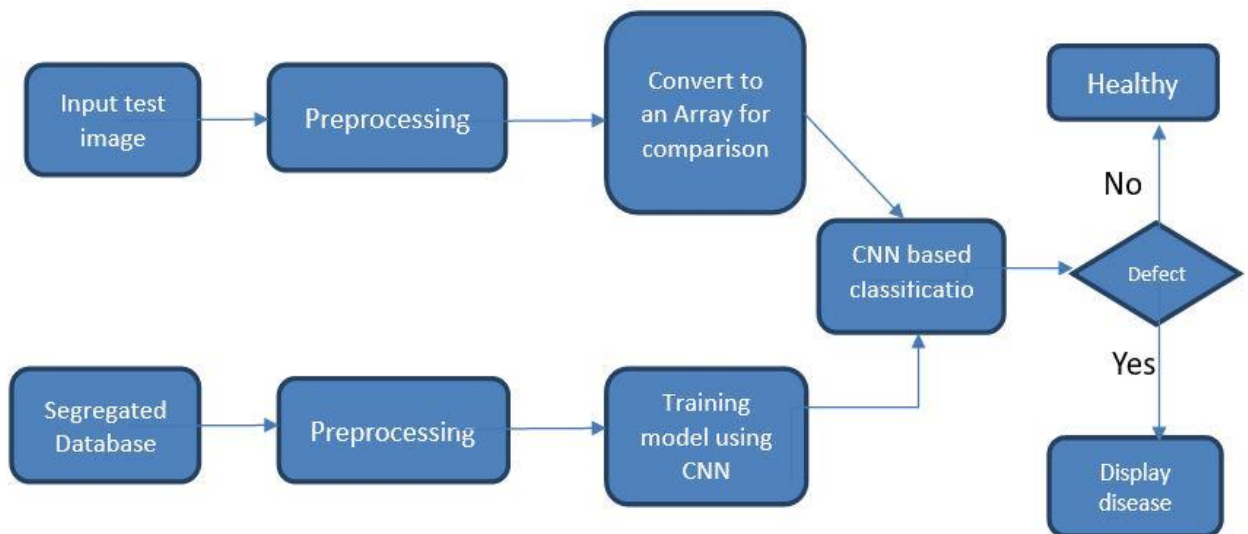 Input test
image
Preprocessing
Convert to
an Array for
comparison
Healthy
No
CNN based
classificatio
Defect
Yes
Segregated
Database
Preprocessing
Training
model using
CNN
Display
disease